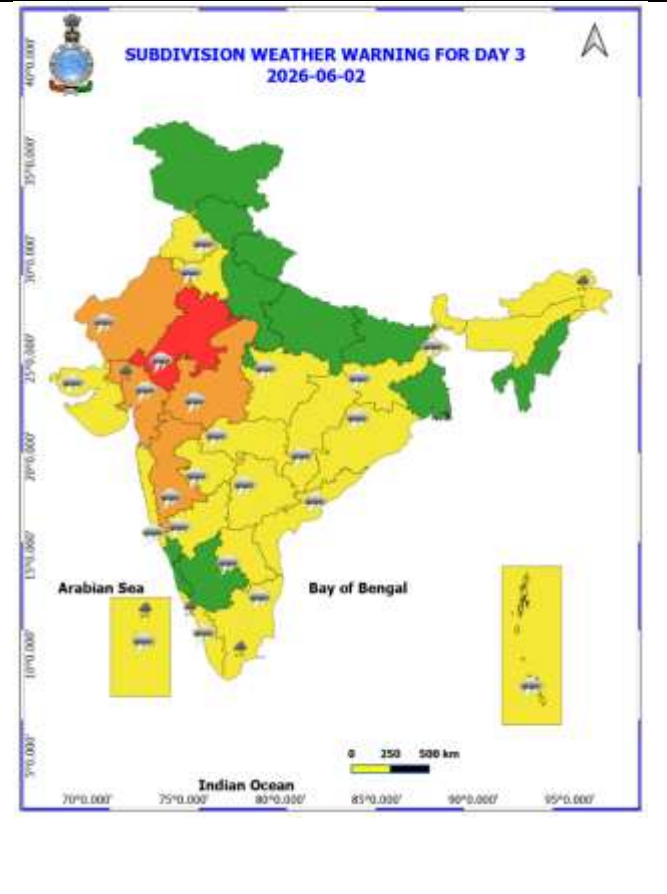 SUBDIVISION WEATHER WARNING FOR DAY 3
2026-06-02
40°0.000'
35°0.000'
30°0.000'
25°0.000'
20°0.000'
15°0.000'
10°0.000'
5°0.000'
Arabian Sea
Bay of Bengal
0 250 500 km
Indian Ocean
70°0.000' 75°0.000' 80°0.000' 85°0.000' 90°0.000' 95°0.000'